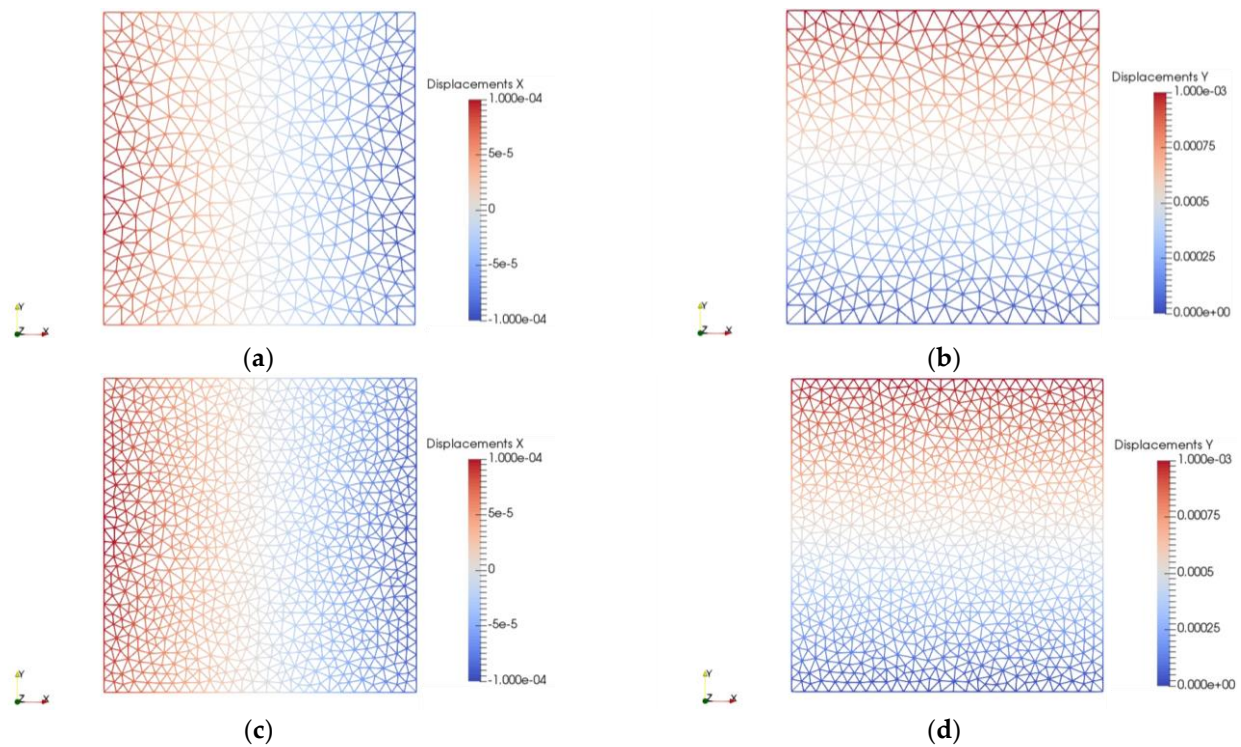 Displacements X
1.000e-04
5e-5
0
-5e-5
-1.000e-04
Y
Z X
(a)
Displacements Y
1.000e-03
0.00075
0.0005
0.00025
0.000e+00
Y
Z X
(b)
Displacements X
1.000e-04
5e-5
0
-5e-5
-1.000e-04
Y
Z X
(c)
Displacements Y
1.000e-03
0.00075
0.0005
0.00025
0.000e+00
Y
Z X
(d)